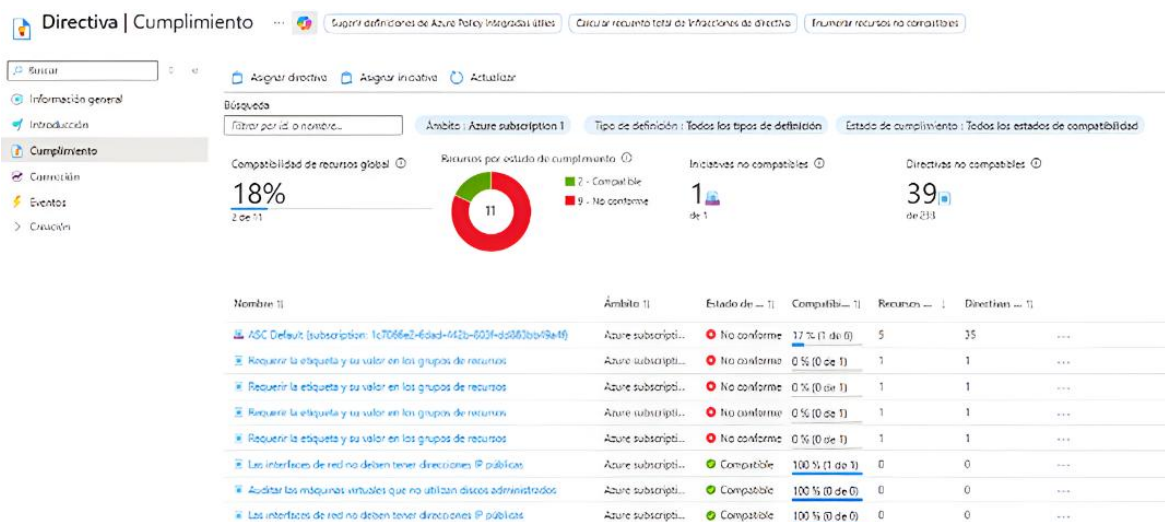 Directiva | Cumplimiento ...
Sugerir definiciones de Azure Policy integradas útiles
Calcular recuento total de infracciones de directiva
Enumerar recursos no compatibles
Buscar
Información general
Introducción
Cumplimiento
Corrección
Eventos
Creación
Asignar directiva Asignar iniciativa Actualizar
Búsqueda
Filtrar por id. o nombre...
Ámbito : Azure subscription 1
Tipo de definición : Todos los tipos de definición
Estado de cumplimiento : Todos los estados de compatibilidad
Compatibilidad de recursos global
18%
2 de 11
Recursos por estado de cumplimiento
11
2 - Compatible
9 - No conforme
Iniciativas no compatibles
1
de 1
Directivas no compatibles
39
de 238
Nombre Ámbito Estado de ... Compatibi... Recursos ... Directivas ...
ASC Default (subscription: Azure subscripti... No conforme 17 % (1 de 6) 5 35 ...
Requerir la etiqueta y su valor en los grupos de recursos Azure subscripti... No conforme 0 % (0 de 1) 1 1 ...
Requerir la etiqueta y su valor en los grupos de recursos Azure subscripti... No conforme 0 % (0 de 1) 1 1 ...
Requerir la etiqueta y su valor en los grupos de recursos Azure subscripti... No conforme 0 % (0 de 1) 1 1 ...
Requerir la etiqueta y su valor en los grupos de recursos Azure subscripti... No conforme 0 % (0 de 1) 1 1 ...
Las interfaces de red no deben tener direcciones IP públicas Azure subscripti... Compatible 100 % (1 de 1) 0 0 ...
Auditar las máquinas virtuales que no utilizan discos administrados Azure subscripti... Compatible 100 % (0 de 0) 0 0 ...
Las interfaces de red no deben tener direcciones IP públicas Azure subscripti... Compatible 100 % (0 de 0) 0 0 ...